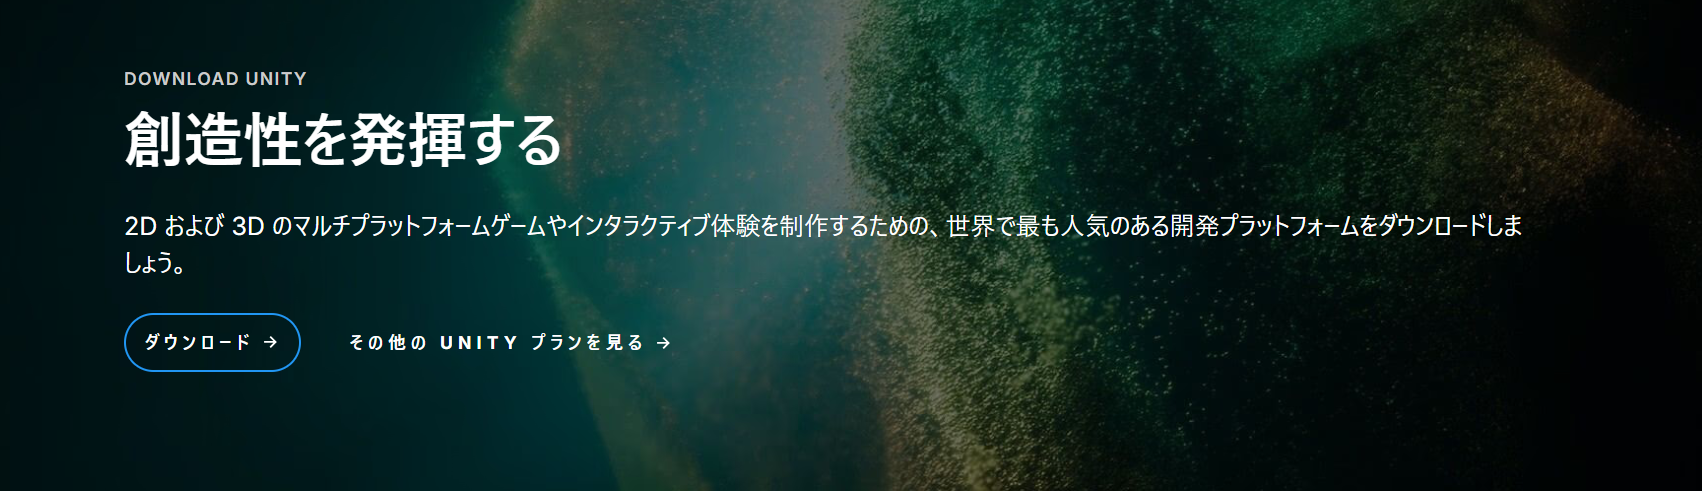 DOWNLOAD UNITY
創造性を発揮する
2D および 3D のマルチプラットフォームゲームやインタラクティブ体験を制作するための、世界で最も人気のある開発プラットフォームをダウンロードしま
しょう。
ダウンロード → その他の UNITY プランを見る →